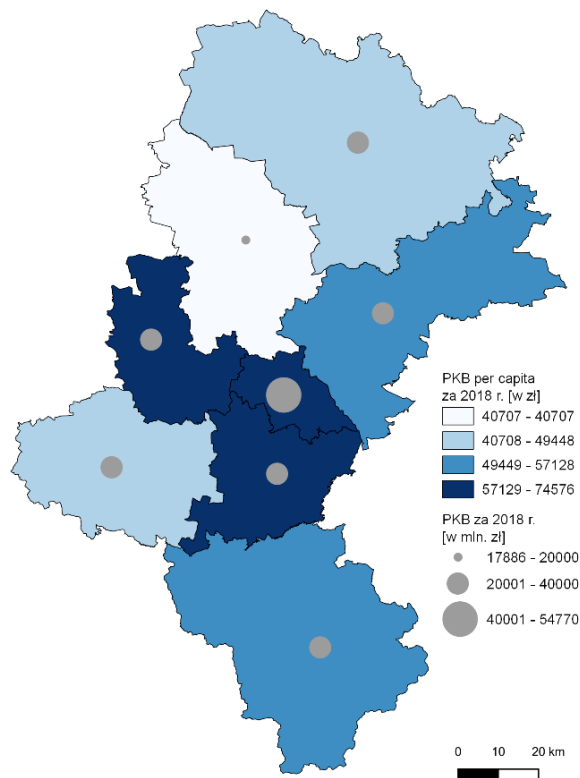 PKB per capita
za 2018 r. [w zł]
40707 - 40707
40708 - 49448
49449 - 57128
57129 - 74576
PKB za 2018 r.
[w mln. zł]
17886 - 20000
20001 - 40000
40001 - 54770
0 10 20 km